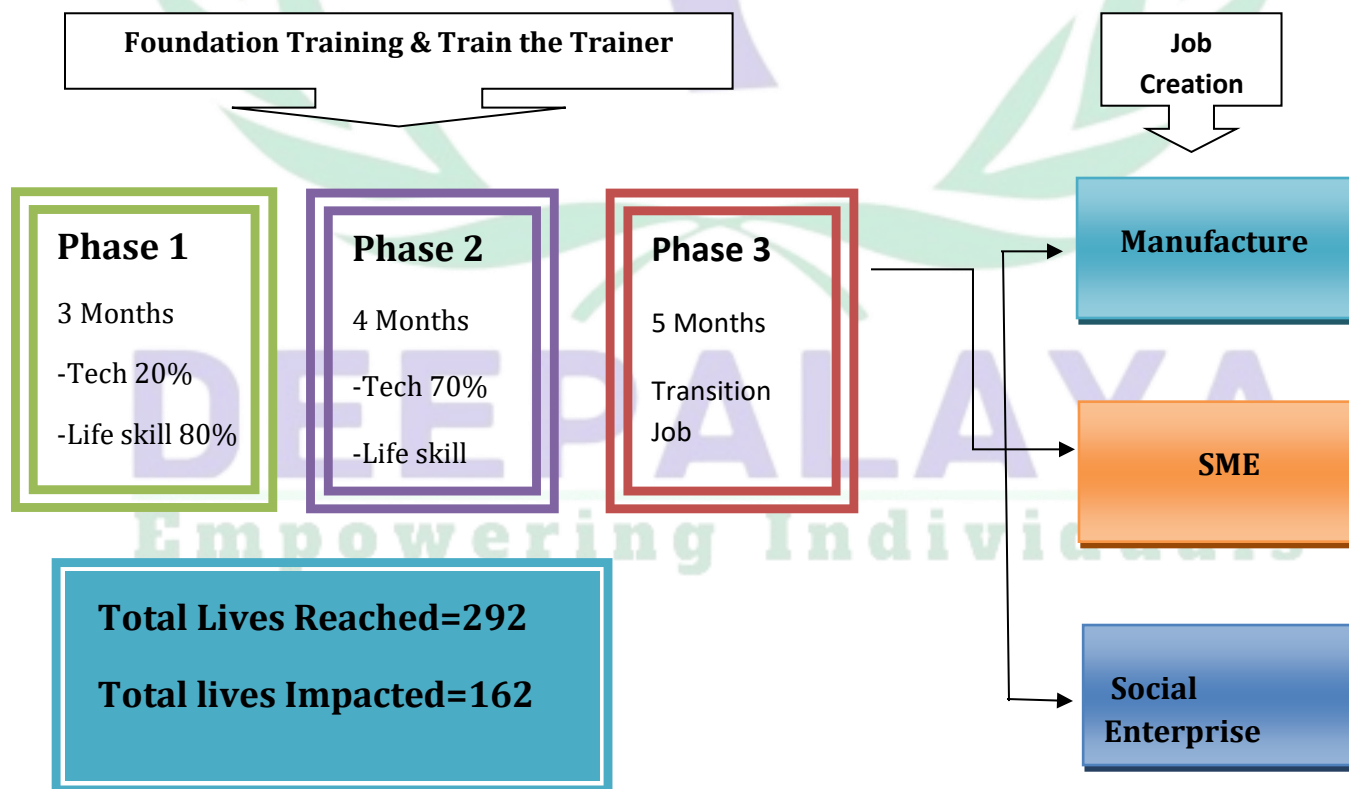 Foundation Training & Train the Trainer
Job
Creation
Phase 1
3 Months
-Tech 20%
-Life skill 80%
Phase 2
4 Months
-Tech 70%
-Life skill
Phase 3
5 Months
Transition
Job
Manufacture
SME
Social
Enterprise
DEEPALAYA
Empowering Individuals
Total Lives Reached=292
Total lives Impacted=162